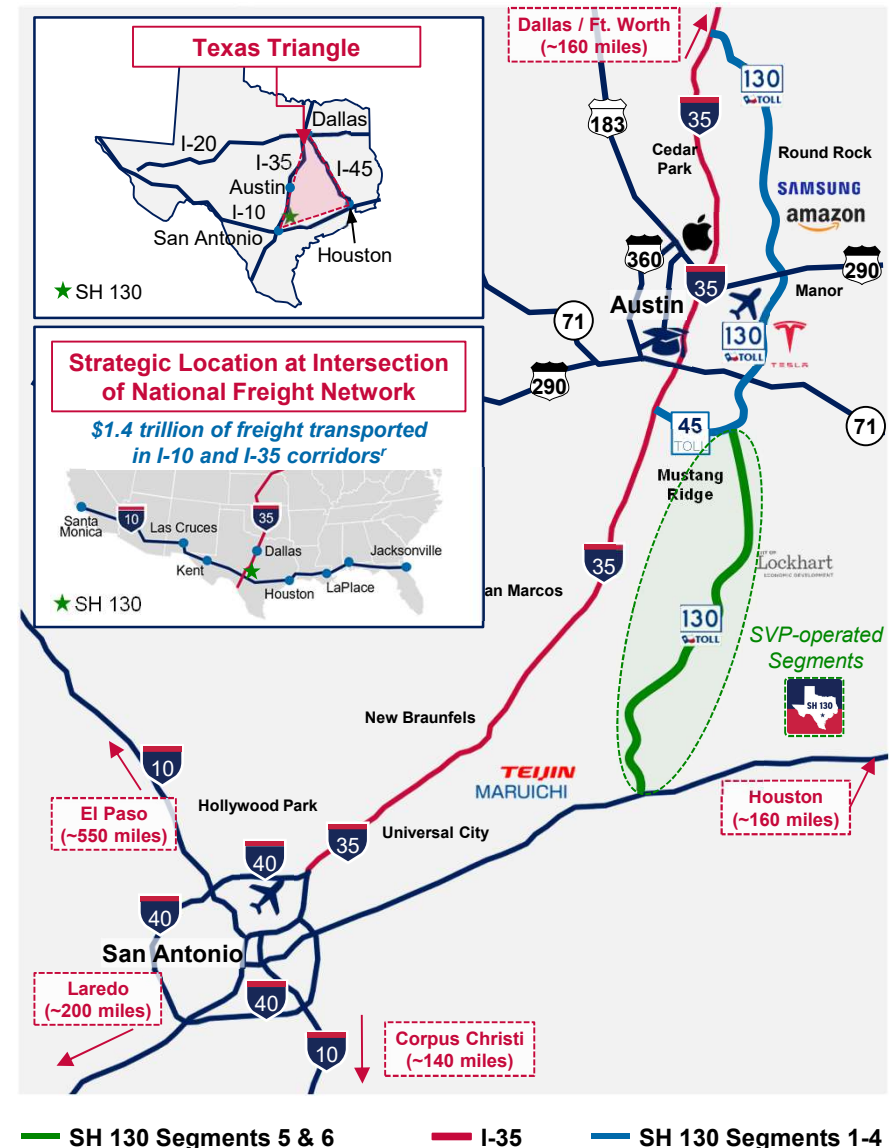 Texas Triangle
Dallas
I-20
I-35
I-45
Austin
I-10
San Antonio
Houston
SH 130
Strategic Location at Intersection
of National Freight Network
$1.4 trillion of freight transported
in I-10 and I-35 corridorsʳ
Santa
Monica
10
Las Cruces
35
Dallas
Jacksonville
Kent
Houston
LaPlace
SH 130
Dallas / Ft. Worth
(~160 miles)
130
TOLL
183
35
Cedar
Park
Round Rock
SAMSUNG
amazon
360
290
35
Manor
Austin
71
130
TOLL
TESLA
290
71
45
TOLL
Mustang
Ridge
35
Lockhart
ECONOMIC DEVELOPMENT
an Marcos
130
TOLL
SVP-operated
Segments
SH 130
New Braunfels
10
TEIJIN
MARUICHI
El Paso
(~550 miles)
Hollywood Park
Houston
(~160 miles)
35
Universal City
40
40
San Antonio
Laredo
(~200 miles)
40
10
Corpus Christi
(~140 miles)
SH 130 Segments 5 & 6
I-35
SH 130 Segments 1-4